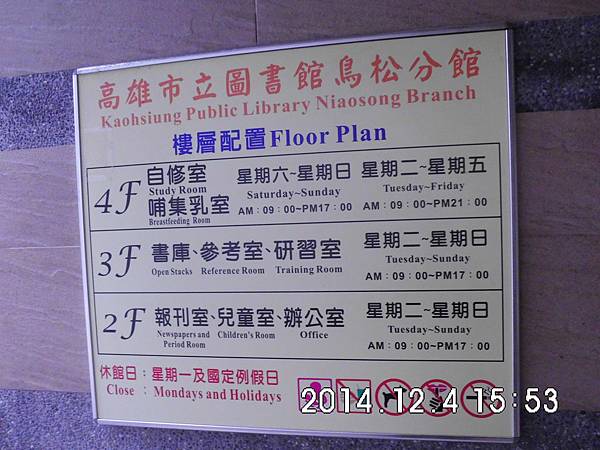 高雄市立圖書館鳥松分館
Kaohsiung Public Library Niaosong Branch
樓層配置 Floor Plan
4F
自修室
Study Room
哺集乳室
Breastfeeding Room
星期六~星期日
Saturday~Sunday
AM：09：00~PM17：00
星期二~星期五
Tuesday~Friday
AM：09：00~PM21：00
3F
書庫、參考室、研習室
Open Stacks Reference Room Training Room
星期二~星期日
Tuesday~Sunday
AM：09：00~PM17：00
2F
報刊室、兒童室、辦公室
Newspapers and Period Room
Children's Room
Office
星期二~星期日
Tuesday~Sunday
AM：09：00~PM17：00
休館日：星期一及國定例假日
Close ：Mondays and Holidays
2014.12.4 15:53